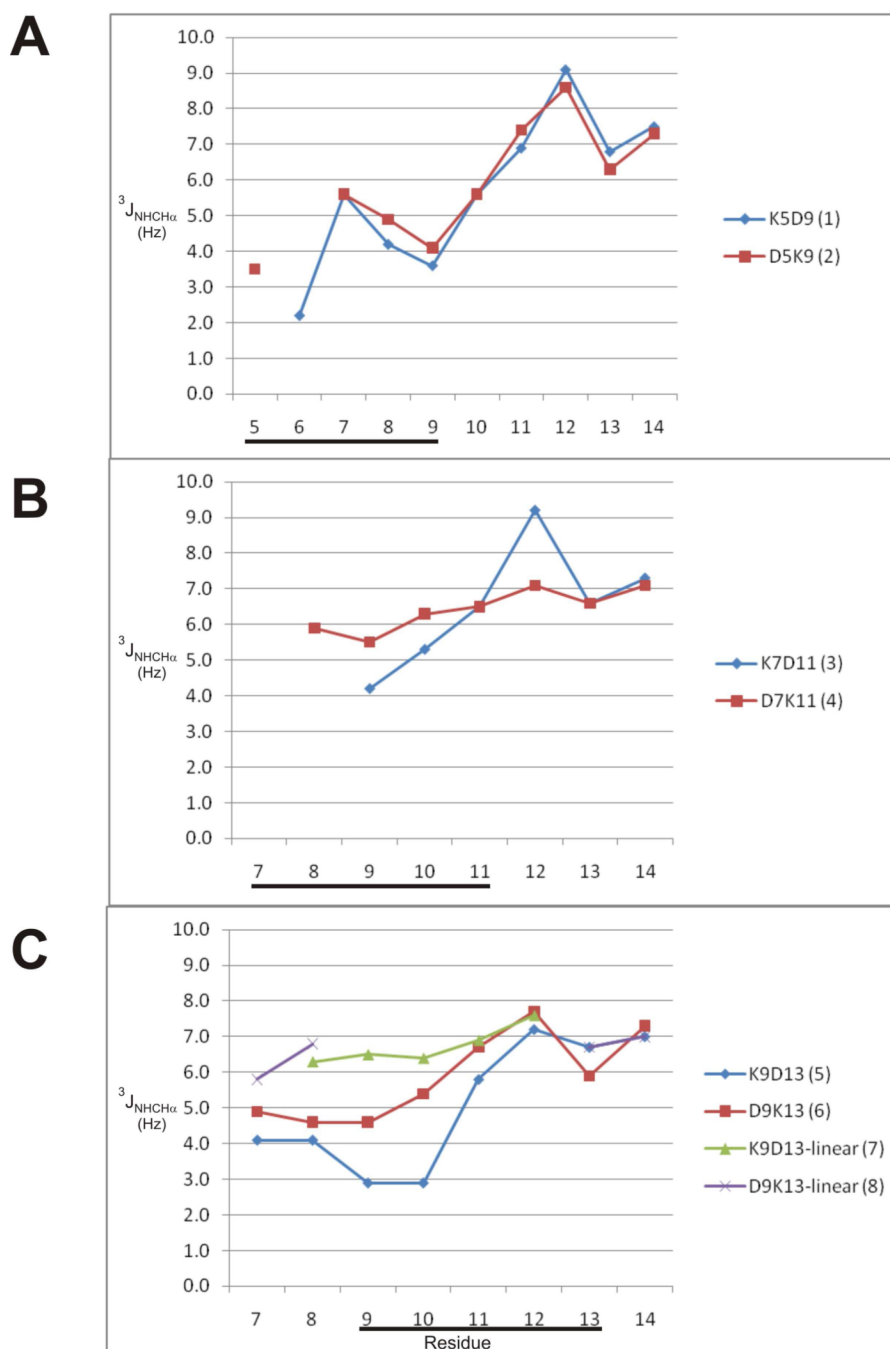 A
10.0
9.0
8.0
7.0
6.0
5.0
4.0
3.0
2.0
1.0
0.0
3JNHCHα
(Hz)
5 6 7 8 9 10 11 12 13 14
K5D9 (1)
D5K9 (2)
B
10.0
9.0
8.0
7.0
6.0
5.0
4.0
3.0
2.0
1.0
0.0
3JNHCHα
(Hz)
7 8 9 10 11 12 13 14
K7D11 (3)
D7K11 (4)
C
10.0
9.0
8.0
7.0
6.0
5.0
4.0
3.0
2.0
1.0
0.0
3JNHCHα
(Hz)
7 8 9 10 11 12 13 14
Residue
K9D13 (5)
D9K13 (6)
K9D13-linear (7)
D9K13-linear (8)